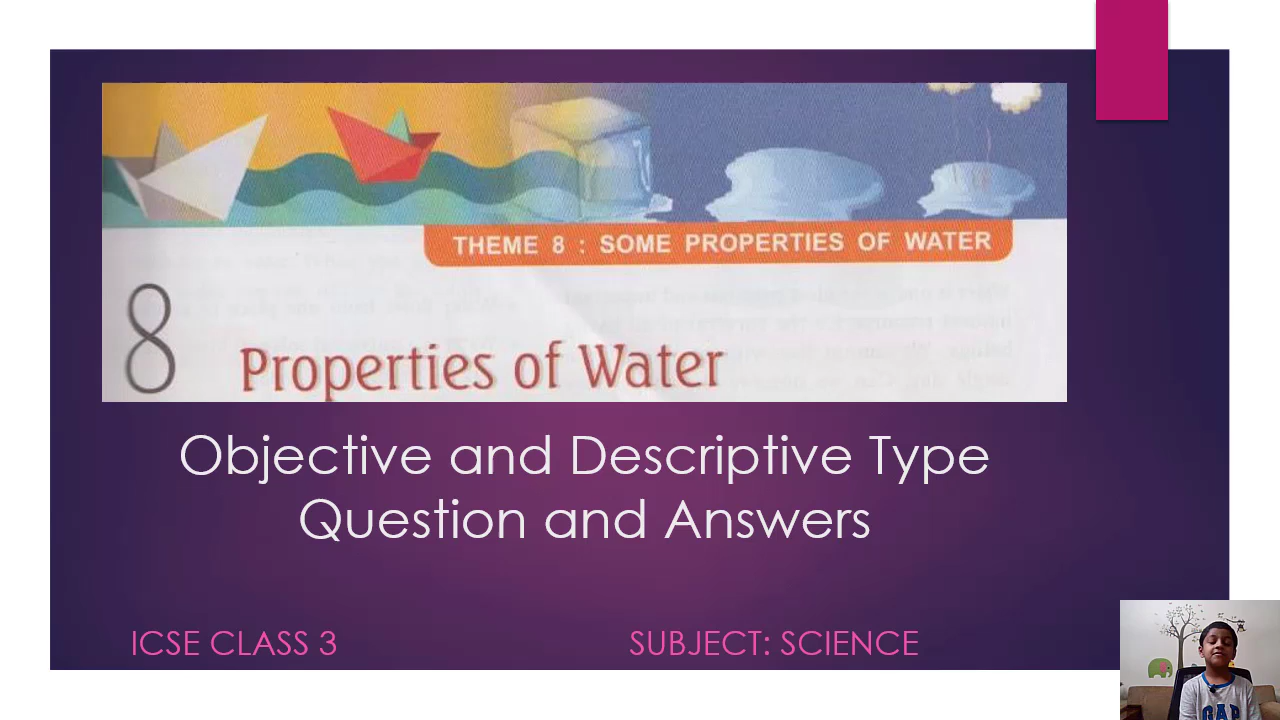 THEME 8 : SOME PROPERTIES OF WATER
8
Properties of Water
Objective and Descriptive Type
Question and Answers
ICSE CLASS 3
SUBJECT: SCIENCE
GAP